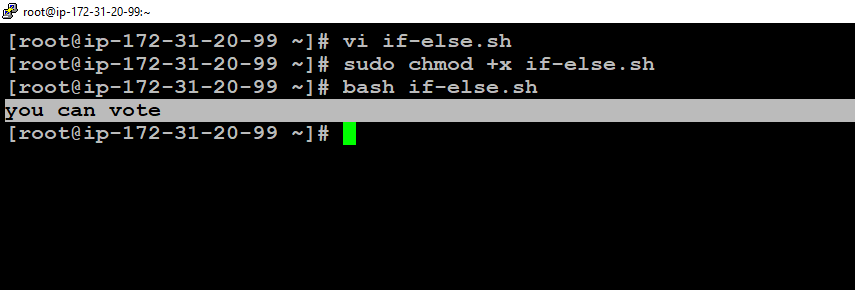 root@ip-172-31-20-99:~
[root@ip-172-31-20-99 ~]# vi if-else.sh
[root@ip-172-31-20-99 ~]# sudo chmod +x if-else.sh
[root@ip-172-31-20-99 ~]# bash if-else.sh
you can vote
[root@ip-172-31-20-99 ~]#